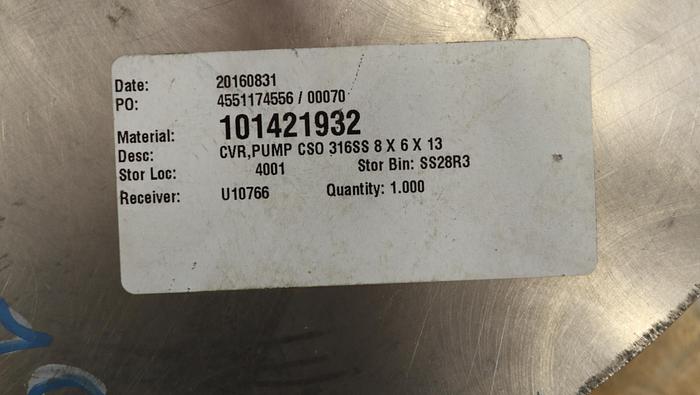 Date: 20160831
PO: 4551174556 / 00070
Material: 101421932
Desc: CVR,PUMP CSO 316SS 8 X 6 X 13
Stor Loc: 4001 Stor Bin: SS28R3
Receiver: U10766 Quantity: 1.000